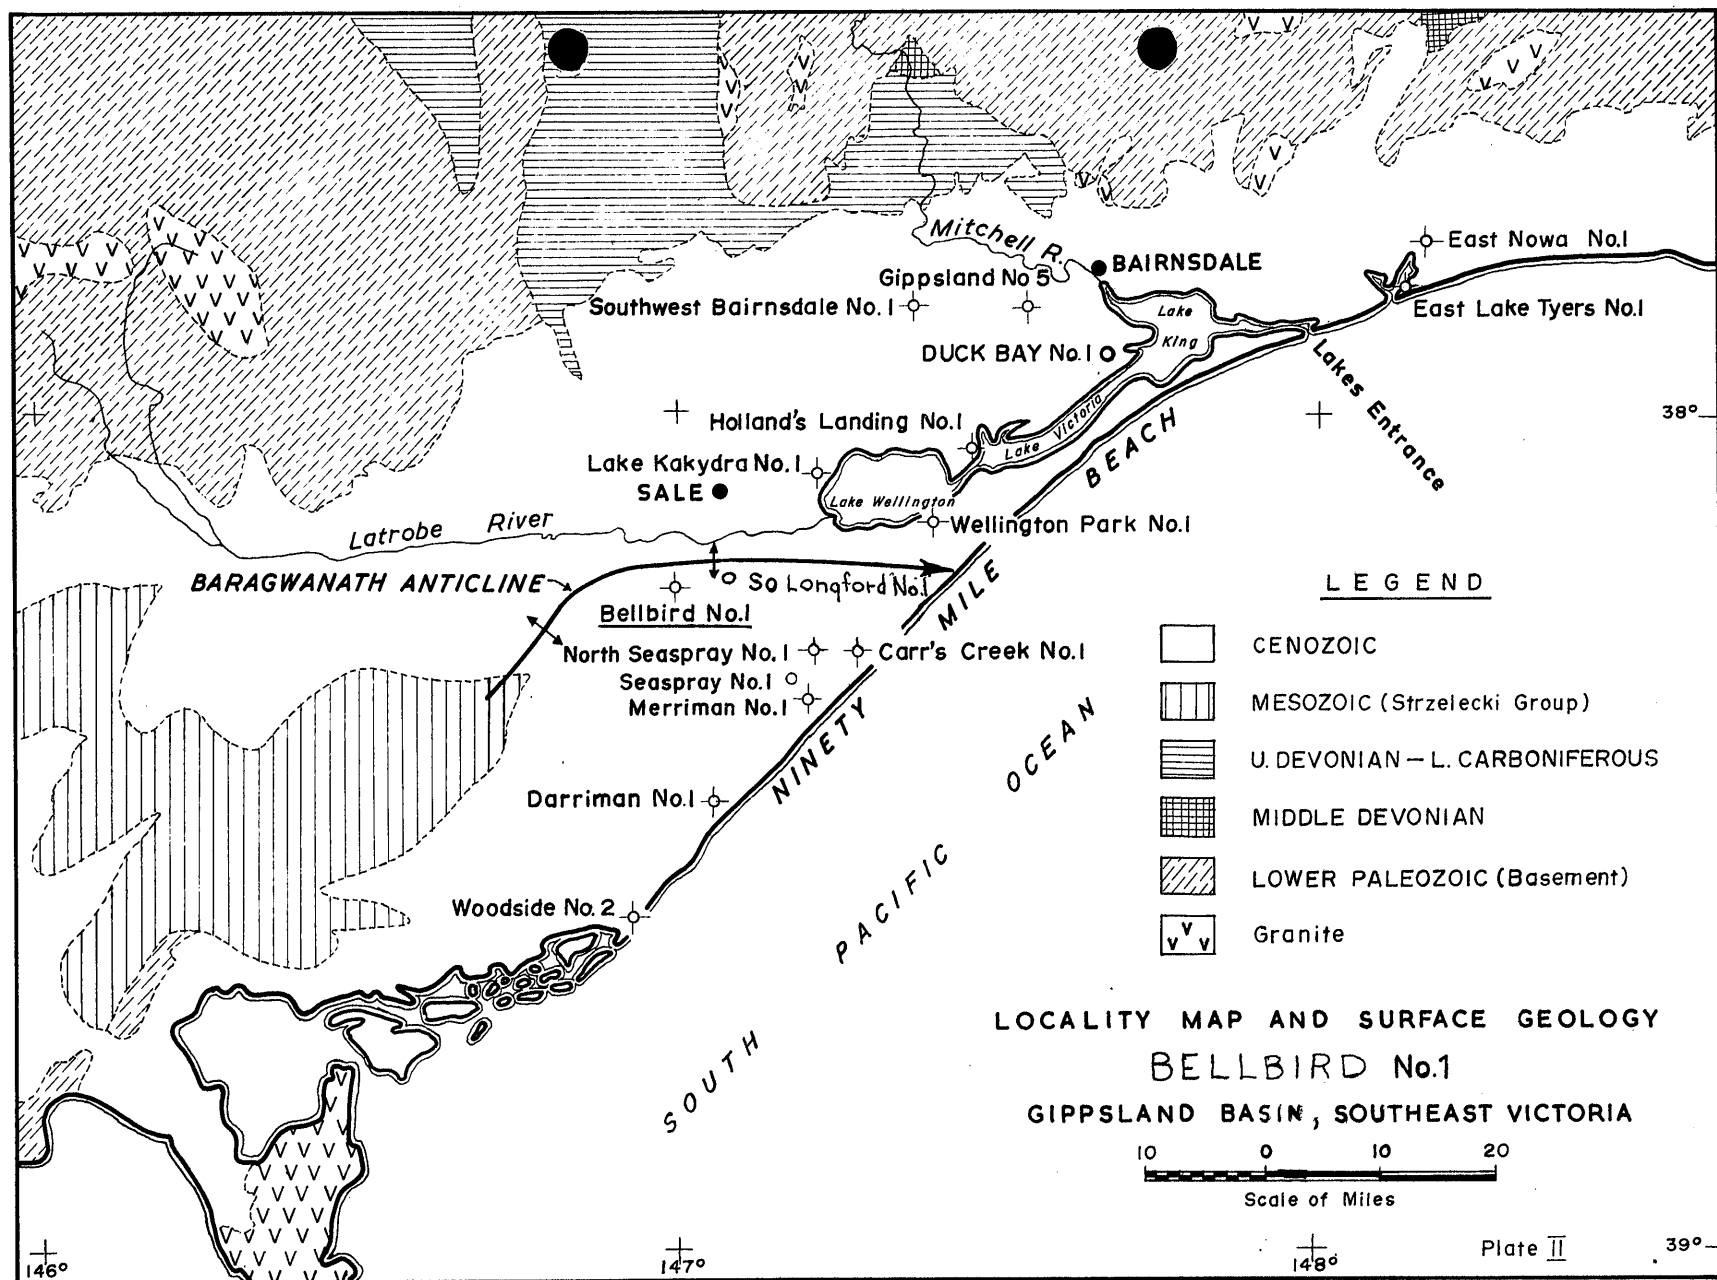 Mitchell R.
East Nowa No.1
BAIRNSDALE
Gippsland No 5
Southwest Bairnsdale No.1
East Lake Tyers No.1
Lake
King
DUCK BAY No.1
Lakes Entrance
38°
Holland's Landing No.1
Lake Victoria
Lake Kakydra No.1
SALE
Lake Wellington
Wellington Park No.1
Latrobe River
BARAGWANATH ANTICLINE
So Longford No.1
Bellbird No.1
North Seaspray No.1
Carr's Creek No.1
Seaspray No.1
Merriman No.1
NINETY MILE BEACH
Darriman No.1
Woodside No.2
SOUTH PACIFIC OCEAN
LEGEND
CENOZOIC
MESOZOIC (Strzelecki Group)
U. DEVONIAN – L. CARBONIFEROUS
MIDDLE DEVONIAN
LOWER PALEOZOIC (Basement)
Granite
LOCALITY MAP AND SURFACE GEOLOGY
BELLBIRD No.1
GIPPSLAND BASIN, SOUTHEAST VICTORIA
10 0 10 20
Scale of Miles
Plate II
39°
146° 147° 148°